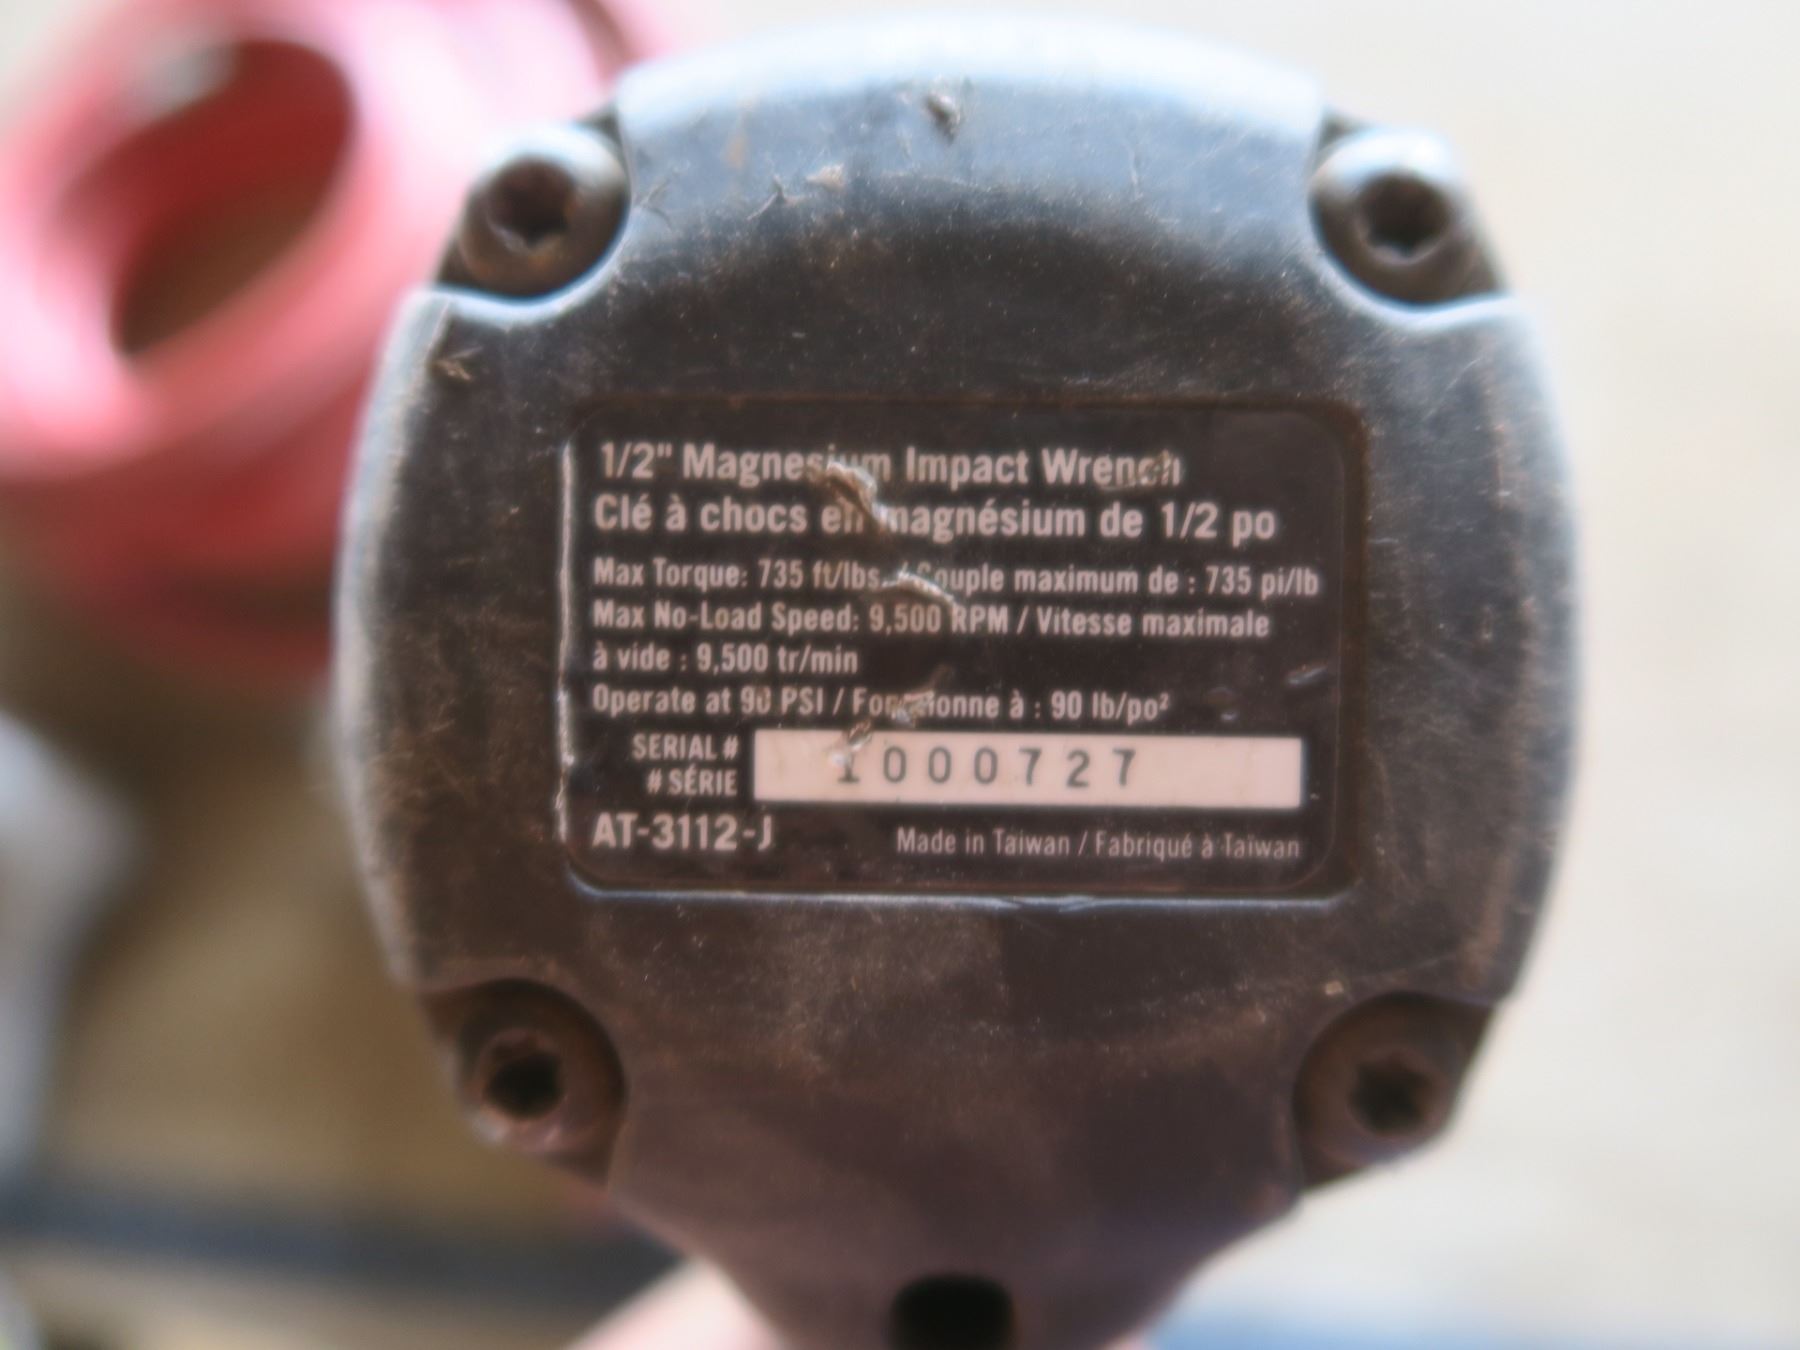 1/2" Magnesium Impact Wrench
Clé à chocs en magnésium de 1/2 po
Max Torque: 735 ft/lbs. / Couple maximum de : 735 pi/lb
Max No-Load Speed: 9,500 RPM / Vitesse maximale
à vide : 9,500 tr/min
Operate at 90 PSI / Fonctionne à : 90 lb/po²
SERIAL # 1000727
# SÉRIE
AT-3112-J Made in Taiwan / Fabriqué à Taïwan